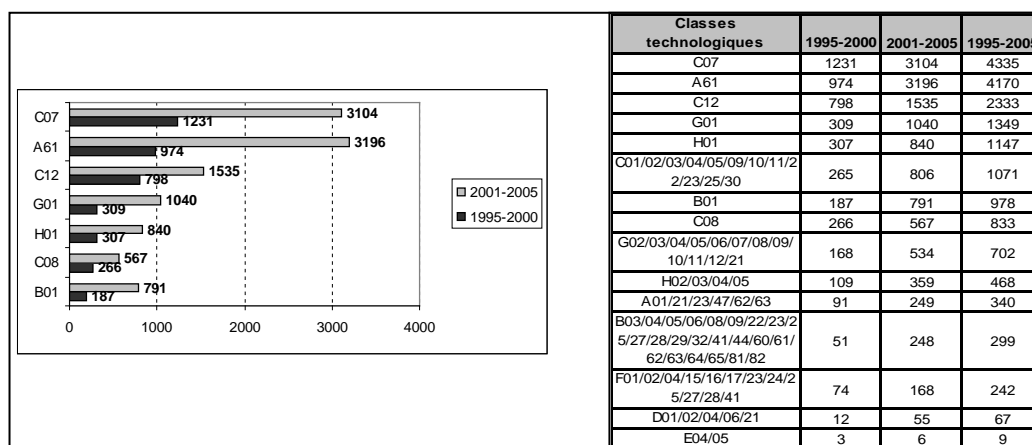 C07
3104
1231
A61
3196
974
C12
1535
798
G01
1040
309
H01
840
307
C08
567
266
B01
791
187
0 1000 2000 3000 4000
2001-2005
1995-2000
Classes
technologiques 1995-2000 2001-2005 1995-2005
C07 1231 3104 4335
A61 974 3196 4170
C12 798 1535 2333
G01 309 1040 1349
H01 307 840 1147
C01/02/03/04/05/09/10/11/2
2/23/25/30 265 806 1071
B01 187 791 978
C08 266 567 833
G02/03/04/05/06/07/08/09/
10/11/12/21 168 534 702
H02/03/04/05 109 359 468
A01/21/23/47/62/63 91 249 340
B03/04/05/06/08/09/22/23/2
5/27/28/29/32/41/44/60/61/ 51 248 299
62/63/64/65/81/82
F01/02/04/15/16/17/23/24/2
5/27/28/41 74 168 242
D01/02/04/06/21 12 55 67
E04/05 3 6 9